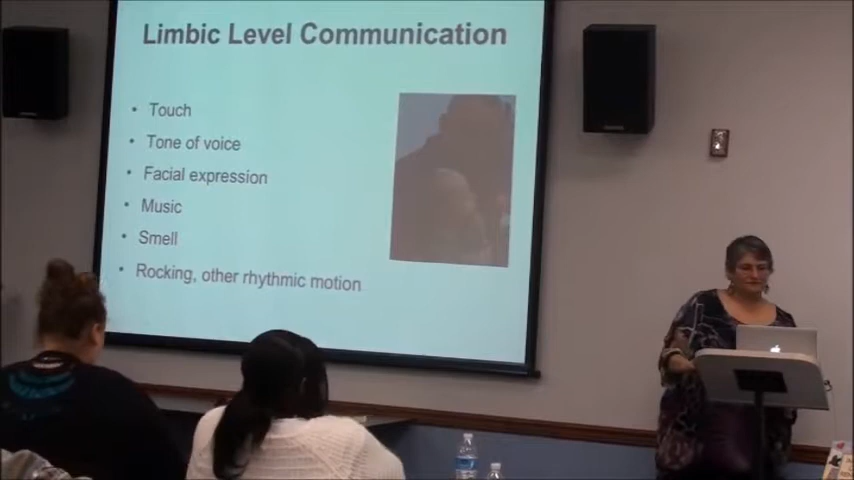 Limbic Level Communication
• Touch
• Tone of voice
• Facial expression
• Music
• Smell
• Rocking, other rhythmic motion